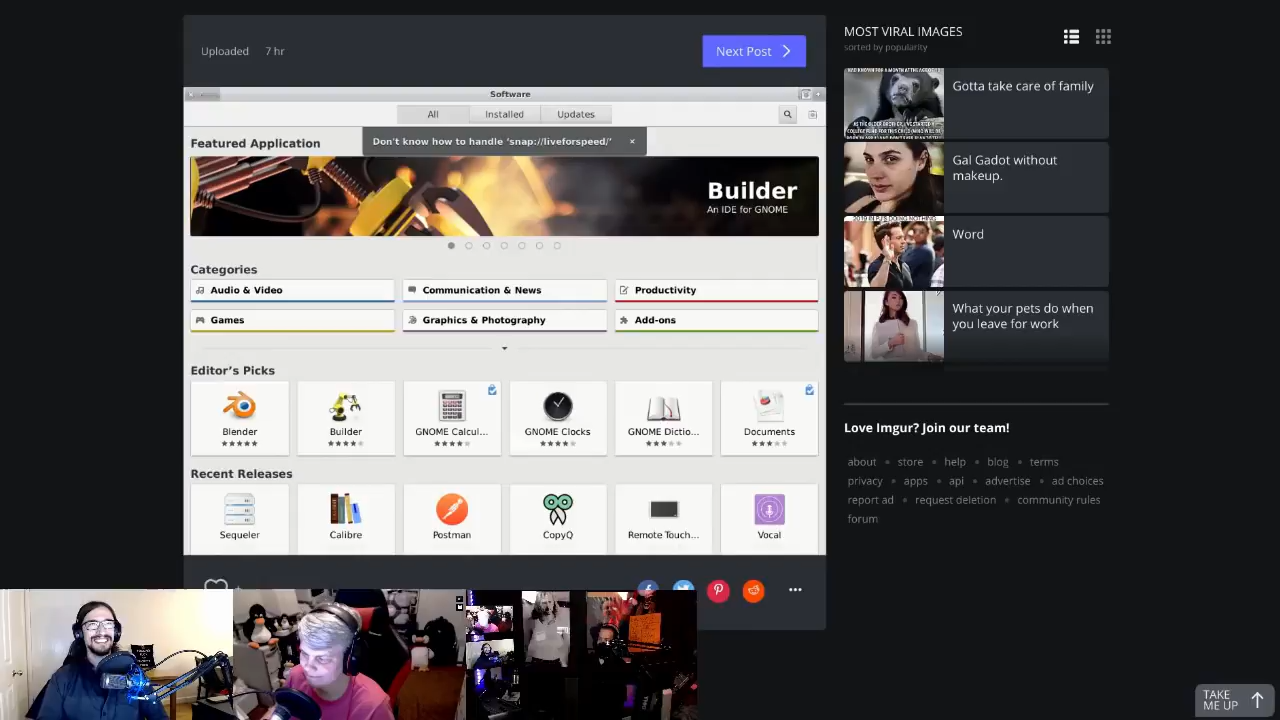 Uploaded 7 hr
Next Post
Software
All Installed Updates
Featured Application
Don't know how to handle 'snap://liveforspeed/' ×
Builder
An IDE for GNOME
Categories
Audio & Video Communication & News Productivity
Games Graphics & Photography Add-ons
Editor's Picks
Blender Builder GNOME Calcul... GNOME Clocks GNOME Dictio... Documents
Recent Releases
Sequeler Calibre Postman CopyQ Remote Touch... Vocal
MOST VIRAL IMAGES
sorted by popularity
Gotta take care of family
Gal Gadot without
makeup.
Word
What your pets do when
you leave for work
Love Imgur? Join our team!
about • store • help • blog • terms
privacy • apps • api • advertise • ad choices
report ad • request deletion • community rules
forum
TAKE
ME UP